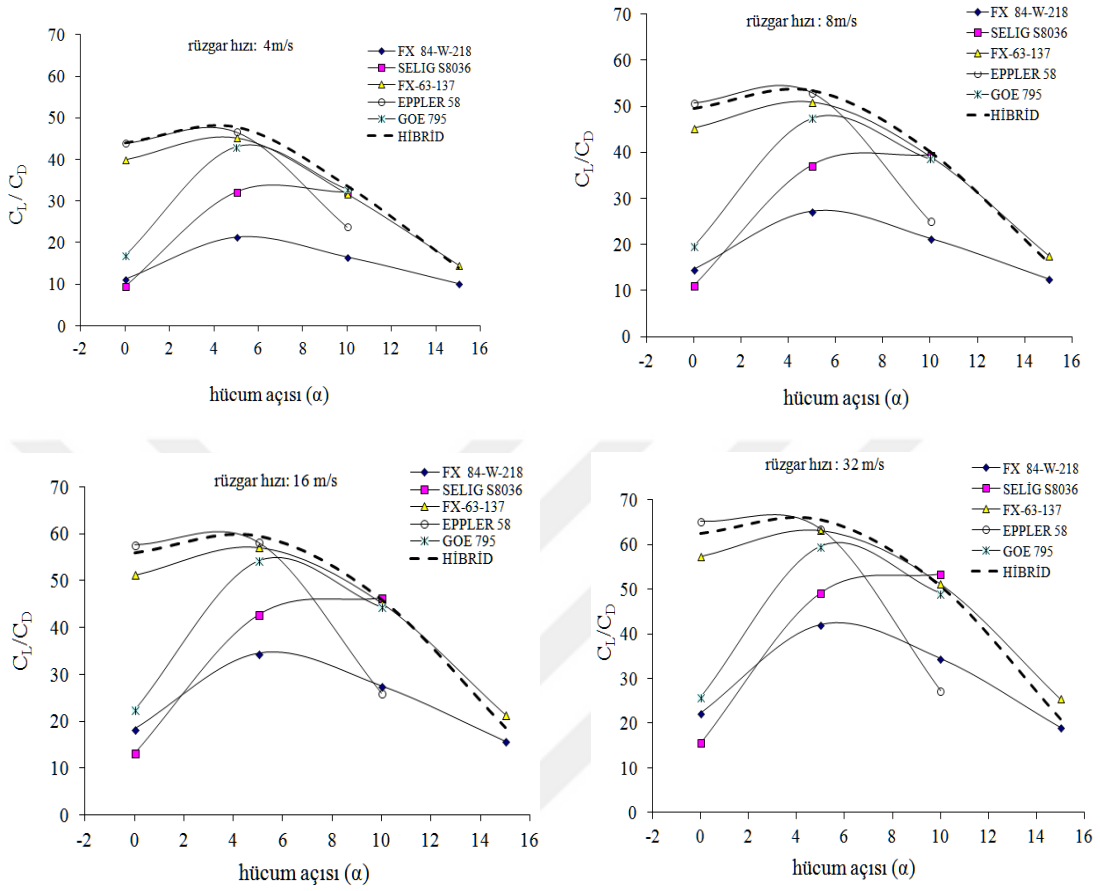 rüzgar hızı: 4m/s
FX 84-W-218
SELIG S8036
FX-63-137
EPPLER 58
GOE 795
HİBRİD
C_L/ C_D
70
60
50
40
30
20
10
0
-2 0 2 4 6 8 10 12 14 16
hücum açısı (α)
rüzgar hızı : 8m/s
FX 84-W-218
SELIG S8036
FX-63-137
EPPLER 58
GOE 795
HİBRİD
C_L/ C_D
70
60
50
40
30
20
10
0
-2 0 2 4 6 8 10 12 14 16
hücum açısı (α)
rüzgar hızı: 16 m/s
FX 84-W-218
SELIG S8036
FX-63-137
EPPLER 58
GOE 795
HİBRİD
C_L/C_D
70
60
50
40
30
20
10
0
-2 0 2 4 6 8 10 12 14 16
hücum açısı (α)
rüzgar hızı : 32 m/s
FX 84-W-218
SELİG S8036
FX-63-137
EPPLER 58
GOE 795
HİBRİD
C_L/C_D
70
60
50
40
30
20
10
0
-2 0 2 4 6 8 10 12 14 16
hücum açısı (α)